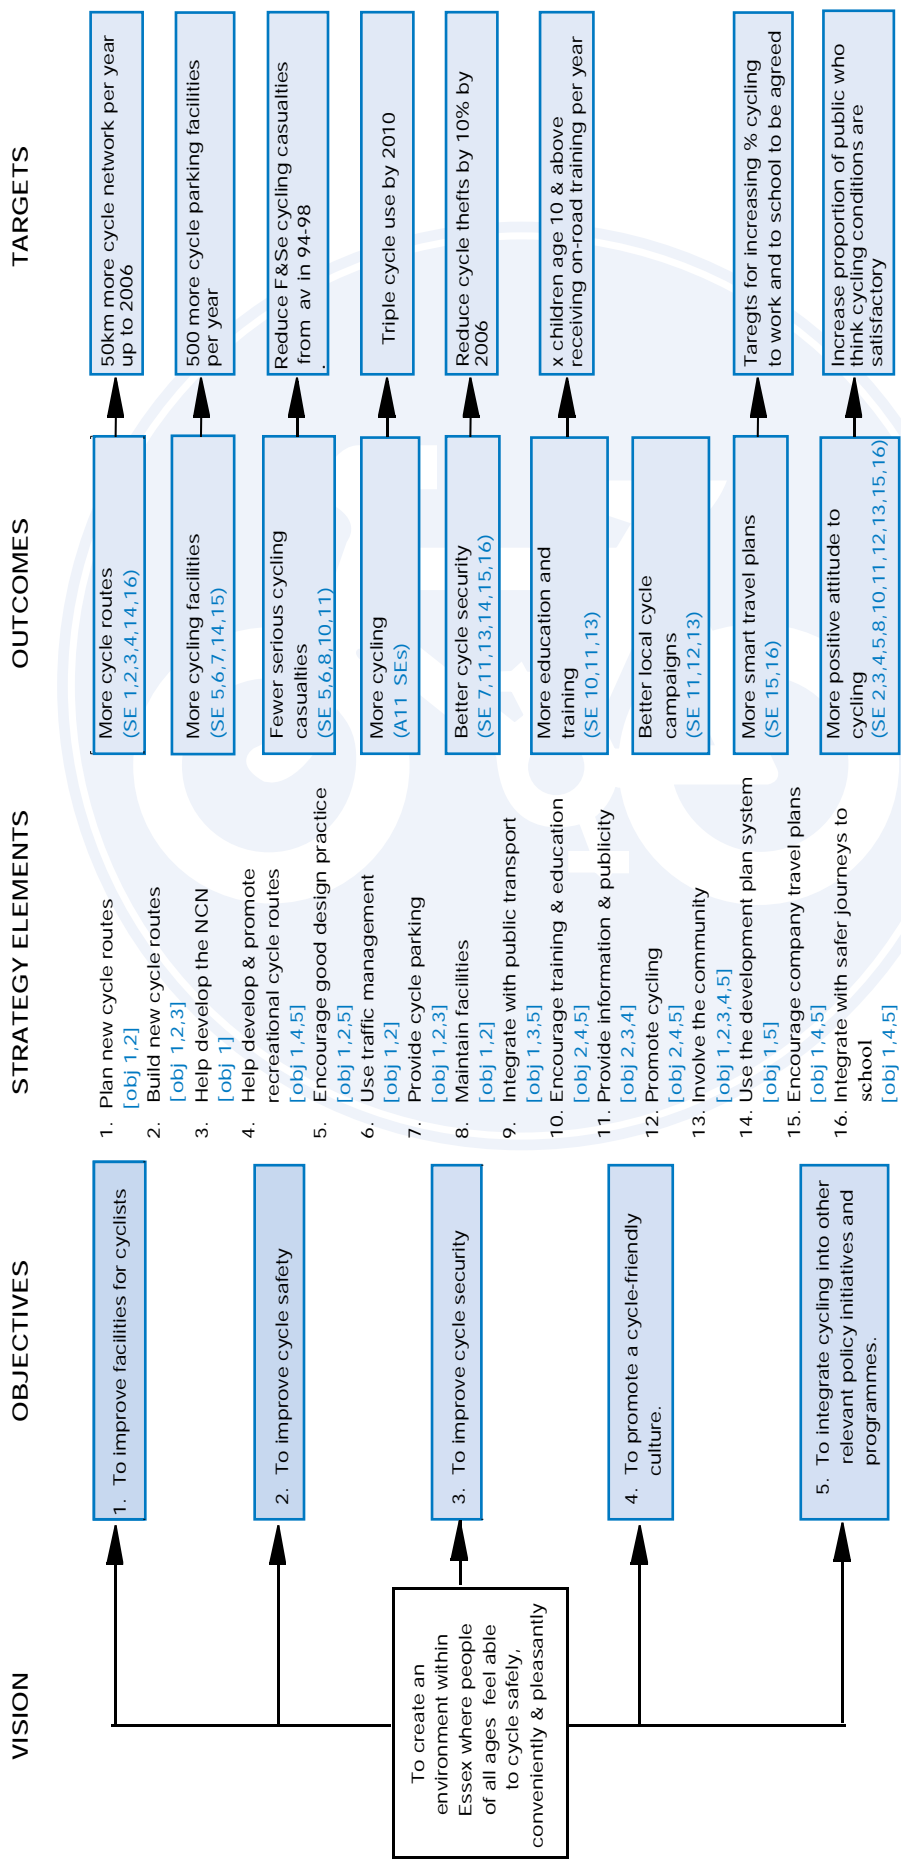 VISION
To create an
environment within
Essex where people
of all ages feel able
to cycle safely,
conveniently & pleasantly
OBJECTIVES
1. To improve facilities for cyclists
2. To improve cycle safety
3. To improve cycle security
4. To promote a cycle-friendly
culture.
5. To integrate cycling into other
relevant policy initiatives and
programmes.
STRATEGY ELEMENTS
1. Plan new cycle routes
[obj 1,2]
2. Build new cycle routes
[obj 1,2,3]
3. Help develop the NCN
[obj 1]
4. Help develop & promote
recreational cycle routes
[obj 1,4,5]
5. Encourage good design practice
[obj 1,2,5]
6. Use traffic management
[obj 1,2]
7. Provide cycle parking
[obj 1,2,3]
8. Maintain facilities
[obj 1,2]
9. Integrate with public transport
[obj 1,3,5]
10. Encourage training & education
[obj 2,4,5]
11. Provide information & publicity
[obj 2,3,4]
12. Promote cycling
[obj 2,4,5]
13. Involve the community
[obj 1,2,3,4,5]
14. Use the development plan system
[obj 1,5]
15. Encourage company travel plans
[obj 1,4,5]
16. Integrate with safer journeys to
school
[obj 1,4,5]
OUTCOMES
More cycle routes
(SE 1,2,3,4,14,16)
More cycling facilities
(SE 5,6,7,14,15)
Fewer serious cycling
casualties
(SE 5,6,8,10,11)
More cycling
(A11 SEs)
Better cycle security
(SE 7,11,13,14,15,16)
More education and
training
(SE 10,11,13)
Better local cycle
campaigns
(SE 11,12,13)
More smart travel plans
(SE 15,16)
More positive attitude to
cycling
(SE 2,3,4,5,8,10,11,12,13,15,16)
TARGETS
50km more cycle network per year
up to 2006
500 more cycle parking facilities
per year
Reduce F&Se cycling casualties
from av in 94-98
.
Triple cycle use by 2010
Reduce cycle thefts by 10% by
2006
x children age 10 & above
receiving on-road training per year
Taregts for increasing % cycling
to work and to school to be agreed
Increase proportion of public who
think cycling conditions are
satisfactory